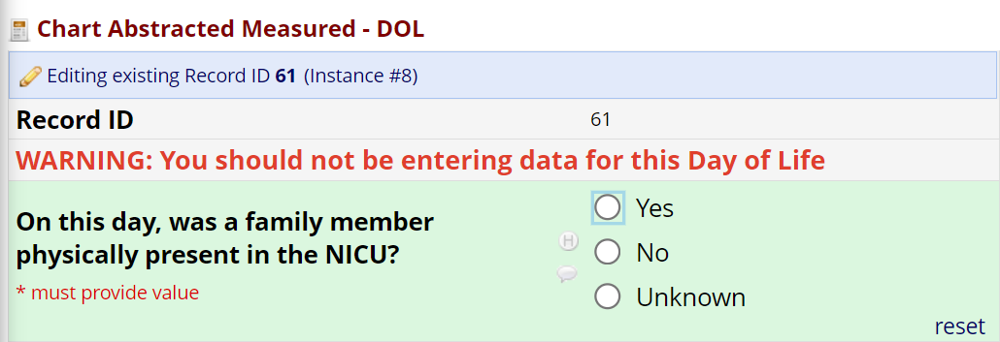 Chart Abstracted Measured - DOL
Editing existing Record ID 61 (Instance #8)
Record ID 61
WARNING: You should not be entering data for this Day of Life
On this day, was a family member
physically present in the NICU?
* must provide value
H
Yes
No
Unknown
reset